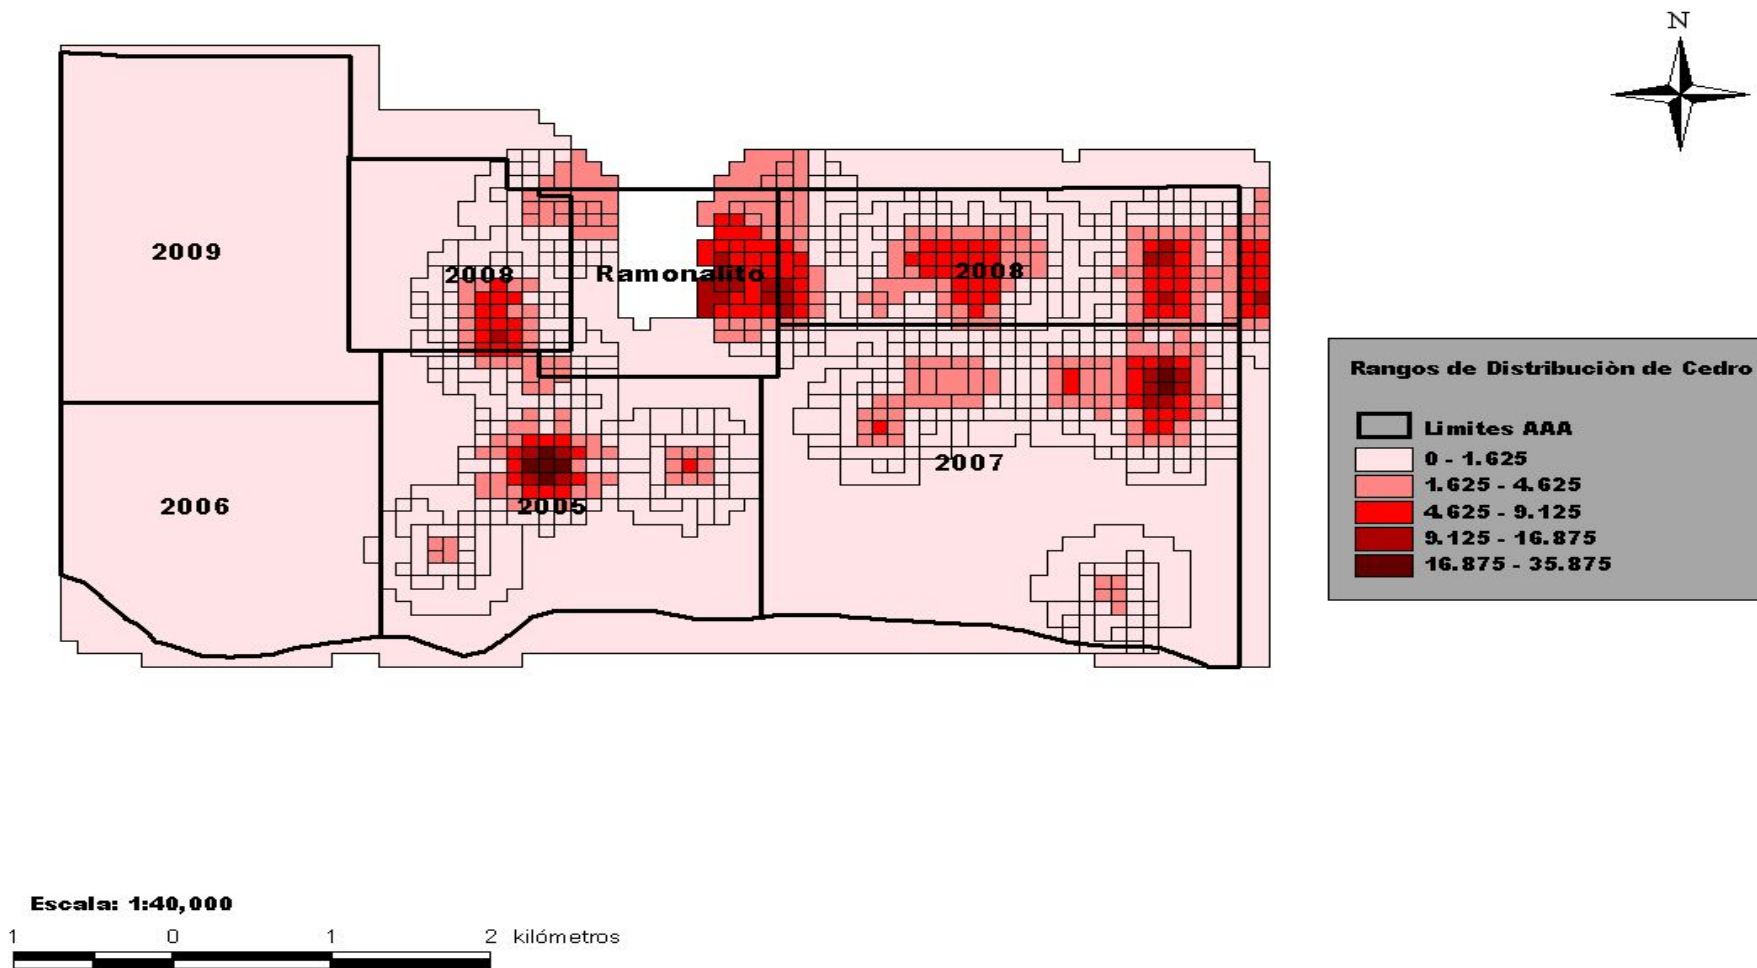 N
2009
2008
Ramonalito
2008
Rangos de Distribuciòn de Cedro
Limites AAA
0 - 1.625
1.625 - 4.625
4.625 - 9.125
9.125 - 16.875
16.875 - 35.875
2007
2006
2005
Escala: 1:40,000
1 0 1 2 kilómetros